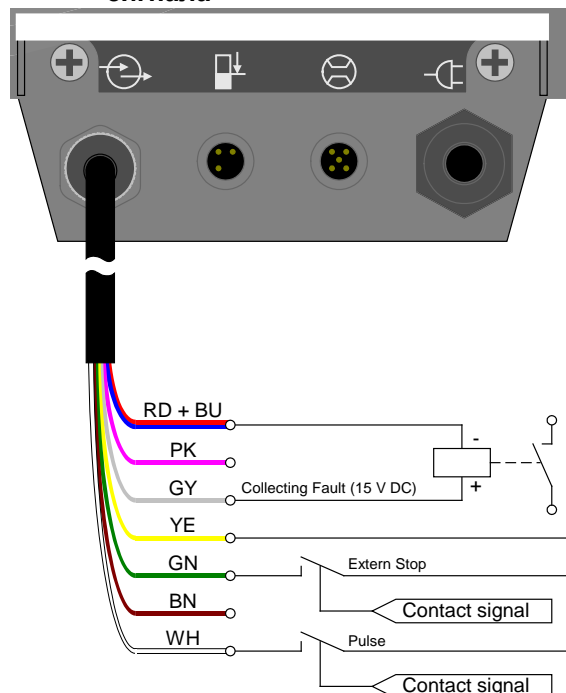 RD + BU
-
PK
+
GY Collecting Fault (15 V DC)
YE
GN Extern Stop
BN Contact signal
WH Pulse
Contact signal